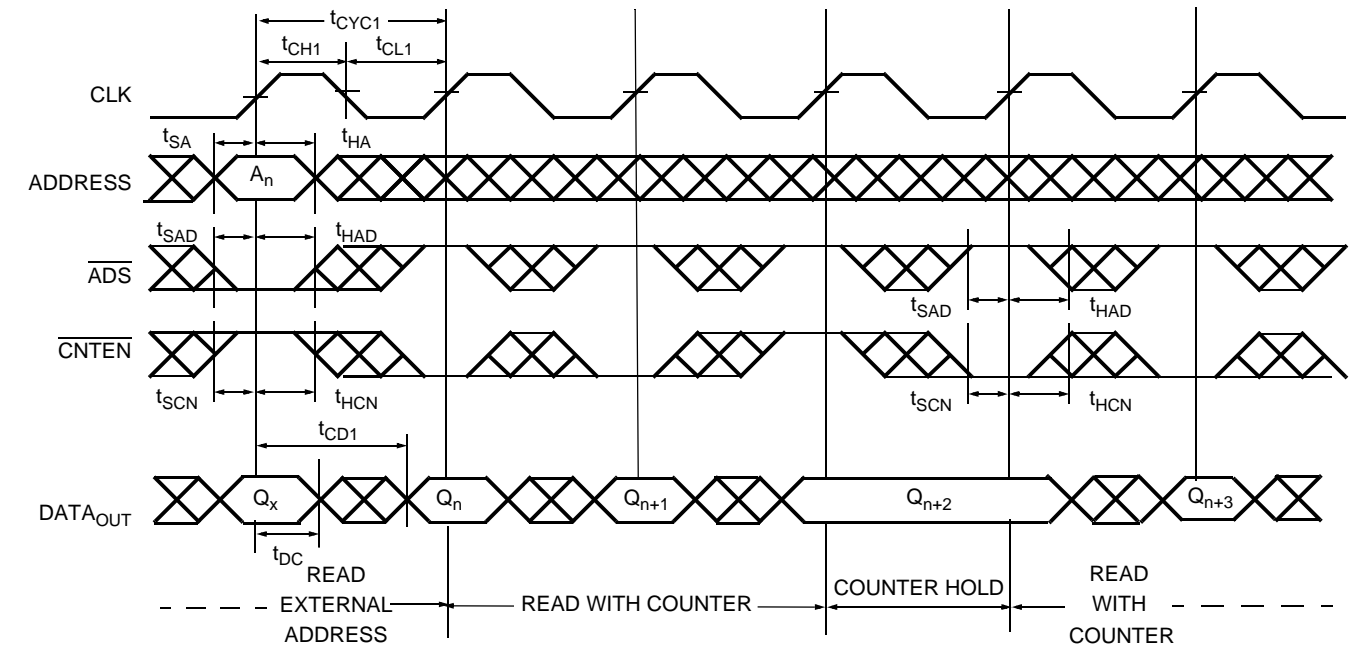 tCYC1
tCH1
tCL1
CLK
tSA
tHA
ADDRESS
An
tSAD
tHAD
ADS
tSAD
tHAD
CNTEN
tSCN
tHCN
tSCN
tHCN
tCD1
DATAOUT
Qx
Qn
Qn+1
Qn+2
Qn+3
tDC
READ
EXTERNAL
ADDRESS
READ WITH COUNTER
COUNTER HOLD
READ
WITH
COUNTER